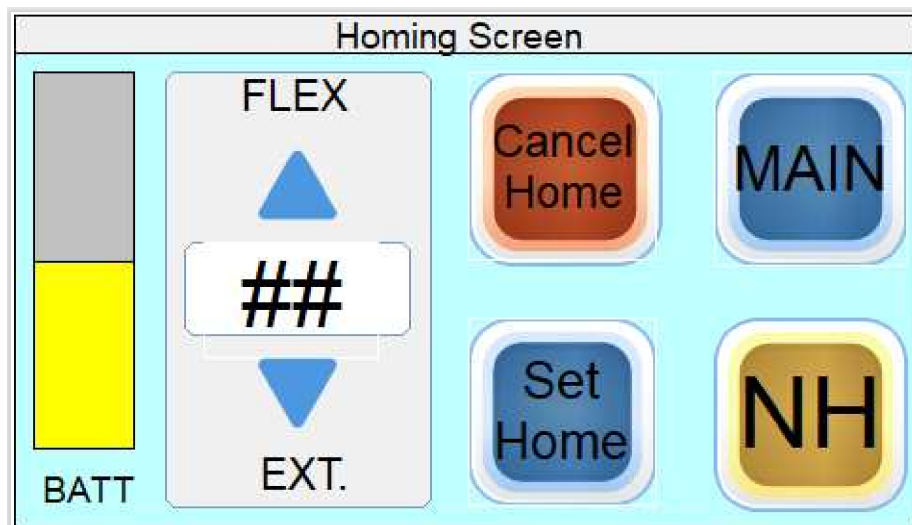 Homing Screen
BATT
FLEX
##
EXT.
Cancel
Home
MAIN
Set
Home
NH